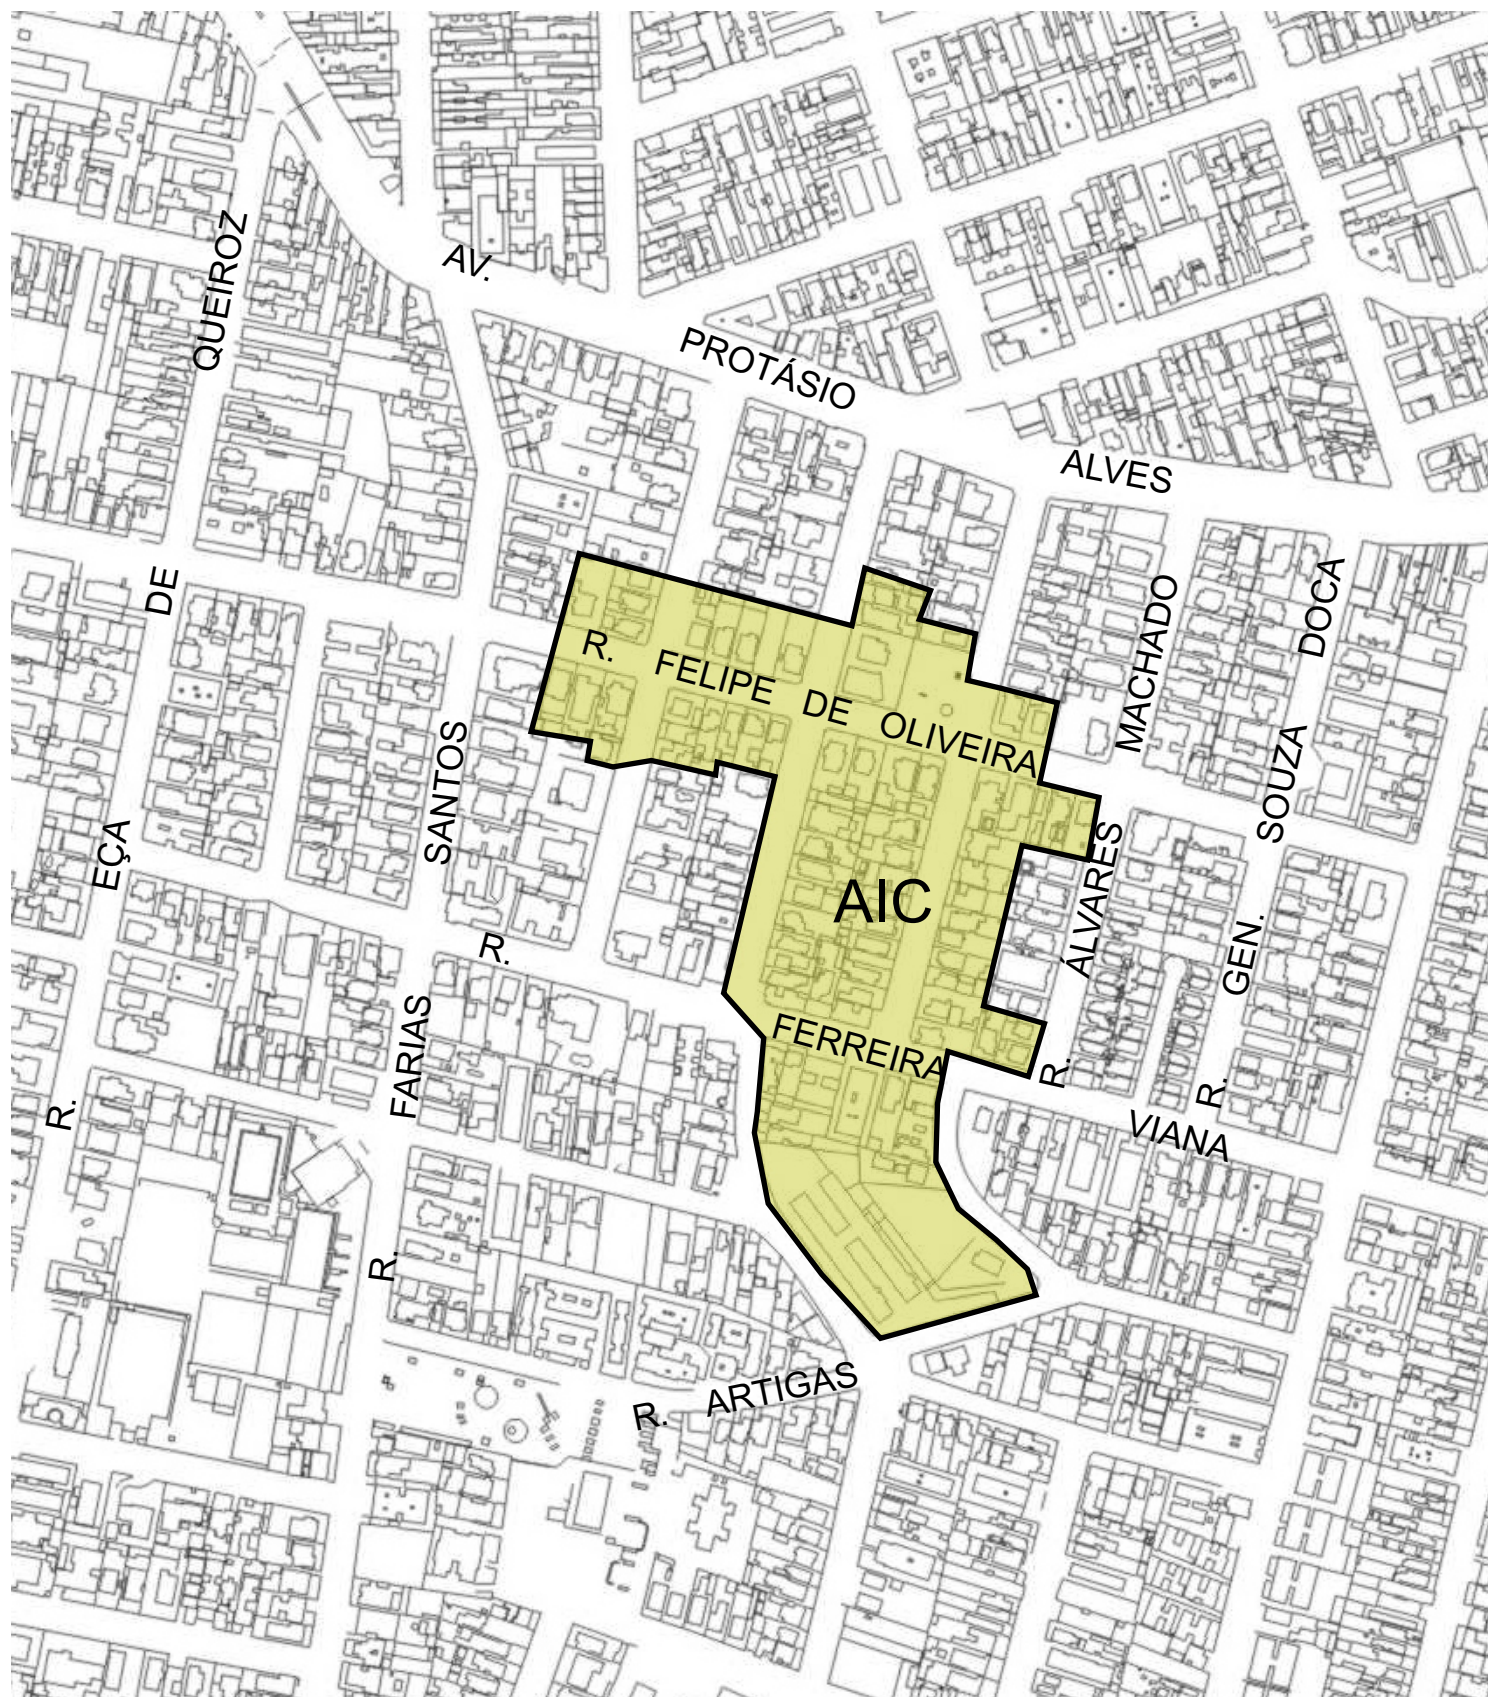 AV. PROTÁSIO ALVES
R. EÇA DE QUEIROZ
R. FELIPE DE OLIVEIRA
R. FARIAS SANTOS
R. ÁLVARES MACHADO
R. GEN. SOUZA DOCA
AIC
R. FERREIRA VIANA
R. ARTIGAS